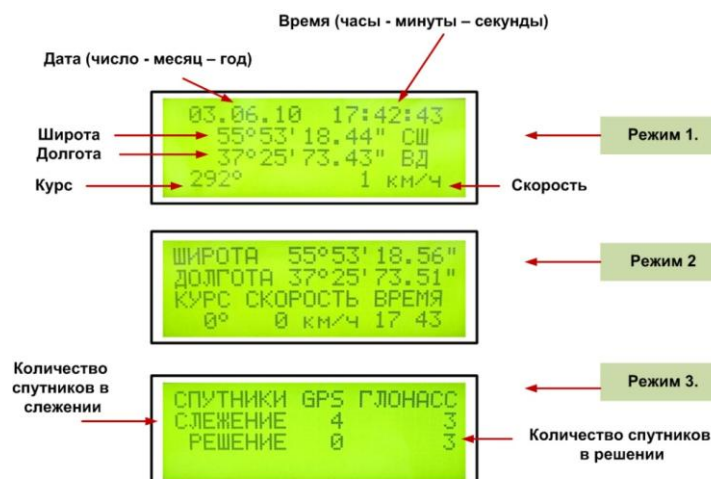 Время (часы - минуты – секунды)
Дата (число - месяц – год)
03.06.10 17:42:43
Широта 55°53'18.44" СШ Режим 1.
Долгота 37°25'73.43" ВД
Курс 292° 1 км/ч Скорость
ШИРОТА 55°53'18.56" Режим 2
ДОЛГОТА 37°25'73.51"
КУРС СКОРОСТЬ ВРЕМЯ
0° 0 км/ч 17 43
Количество
спутников в
слежении
СПУТНИКИ GPS ГЛОНАСС Режим 3.
СЛЕЖЕНИЕ 4 3
РЕШЕНИЕ 0 3
Количество спутников
в решении